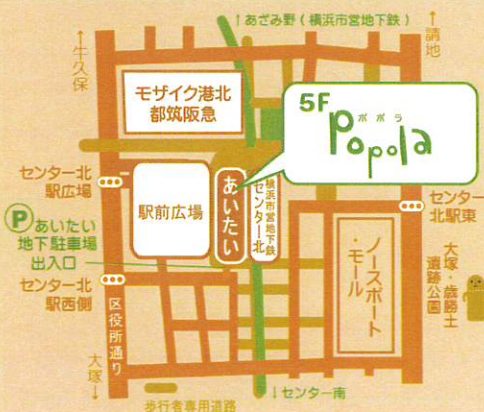 ↑あざみ野(横浜市営地下鉄)
↑牛久保
↑請地
モザイク港北
都筑阪急
5F
ポポラ
Popola
センター北
駅広場
駅前広場
あいたい
横浜市営地下鉄
センター北
センター
北駅東
P あいたい
地下駐車場
出入口
ノースポート
・モール
大塚・歳勝土
遺跡公園
センター北
駅西側
区役所通り
大塚↓
↓センター南
歩行者専用道路